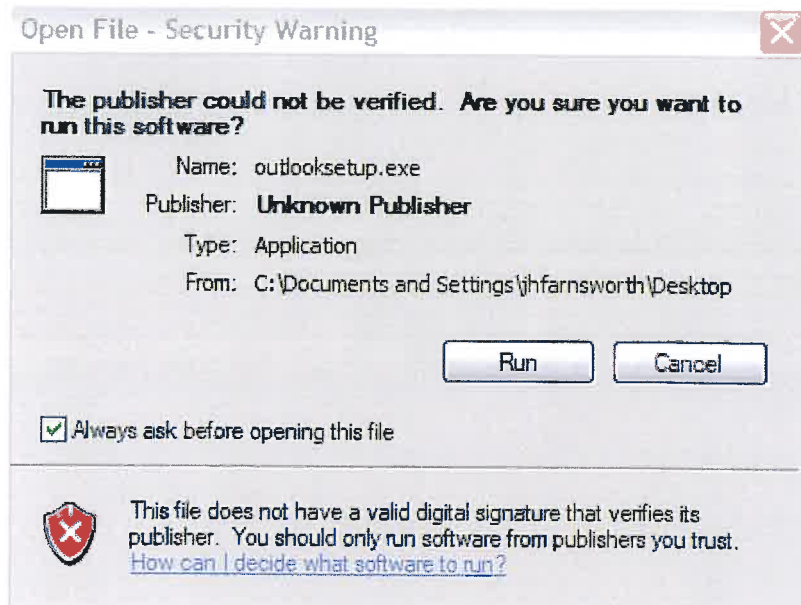 Open File - Security Warning
The publisher could not be verified. Are you sure you want to
run this software?
Name: outlooksetup.exe
Publisher: Unknown Publisher
Type: Application
From: C:\Documents and Settings\jhfarnsworth\Desktop
Run Cancel
Always ask before opening this file
This file does not have a valid digital signature that verifies its
publisher. You should only run software from publishers you trust.
How can I decide what software to run?